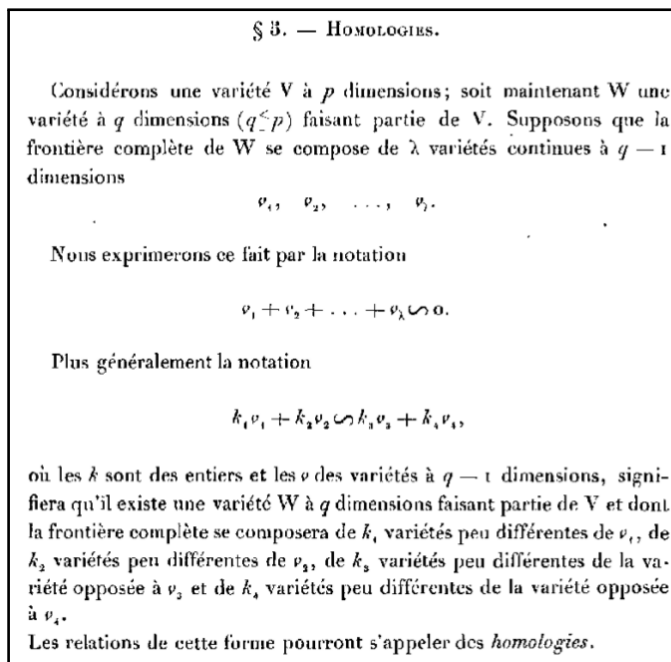 § 5. — HOMOLOGIES.
Considérons une variété V à p dimensions; soit maintenant W une
variété à q dimensions (q ≤ p) faisant partie de V. Supposons que la
frontière complète de W se compose de λ variétés continues à q — 1
dimensions
v₁, v₂, ..., v_λ.
Nous exprimerons ce fait par la notation
v₁ + v₂ + ... + v_λ ∾ 0.
Plus généralement la notation
k₁v₁ + k₂v₂ ∾ k₃v₃ + k₄v₄,
où les k sont des entiers et les v des variétés à q — 1 dimensions, signi-
fiera qu'il existe une variété W à q dimensions faisant partie de V et dont
la frontière complète se composera de k₁ variétés peu différentes de v₁, de
k₂ variétés peu différentes de v₂, de k₃ variétés peu différentes de la va-
riété opposée à v₃ et de k₄ variétés peu différentes de la variété opposée
à v₄.
Les relations de cette forme pourront s'appeler des homologies.